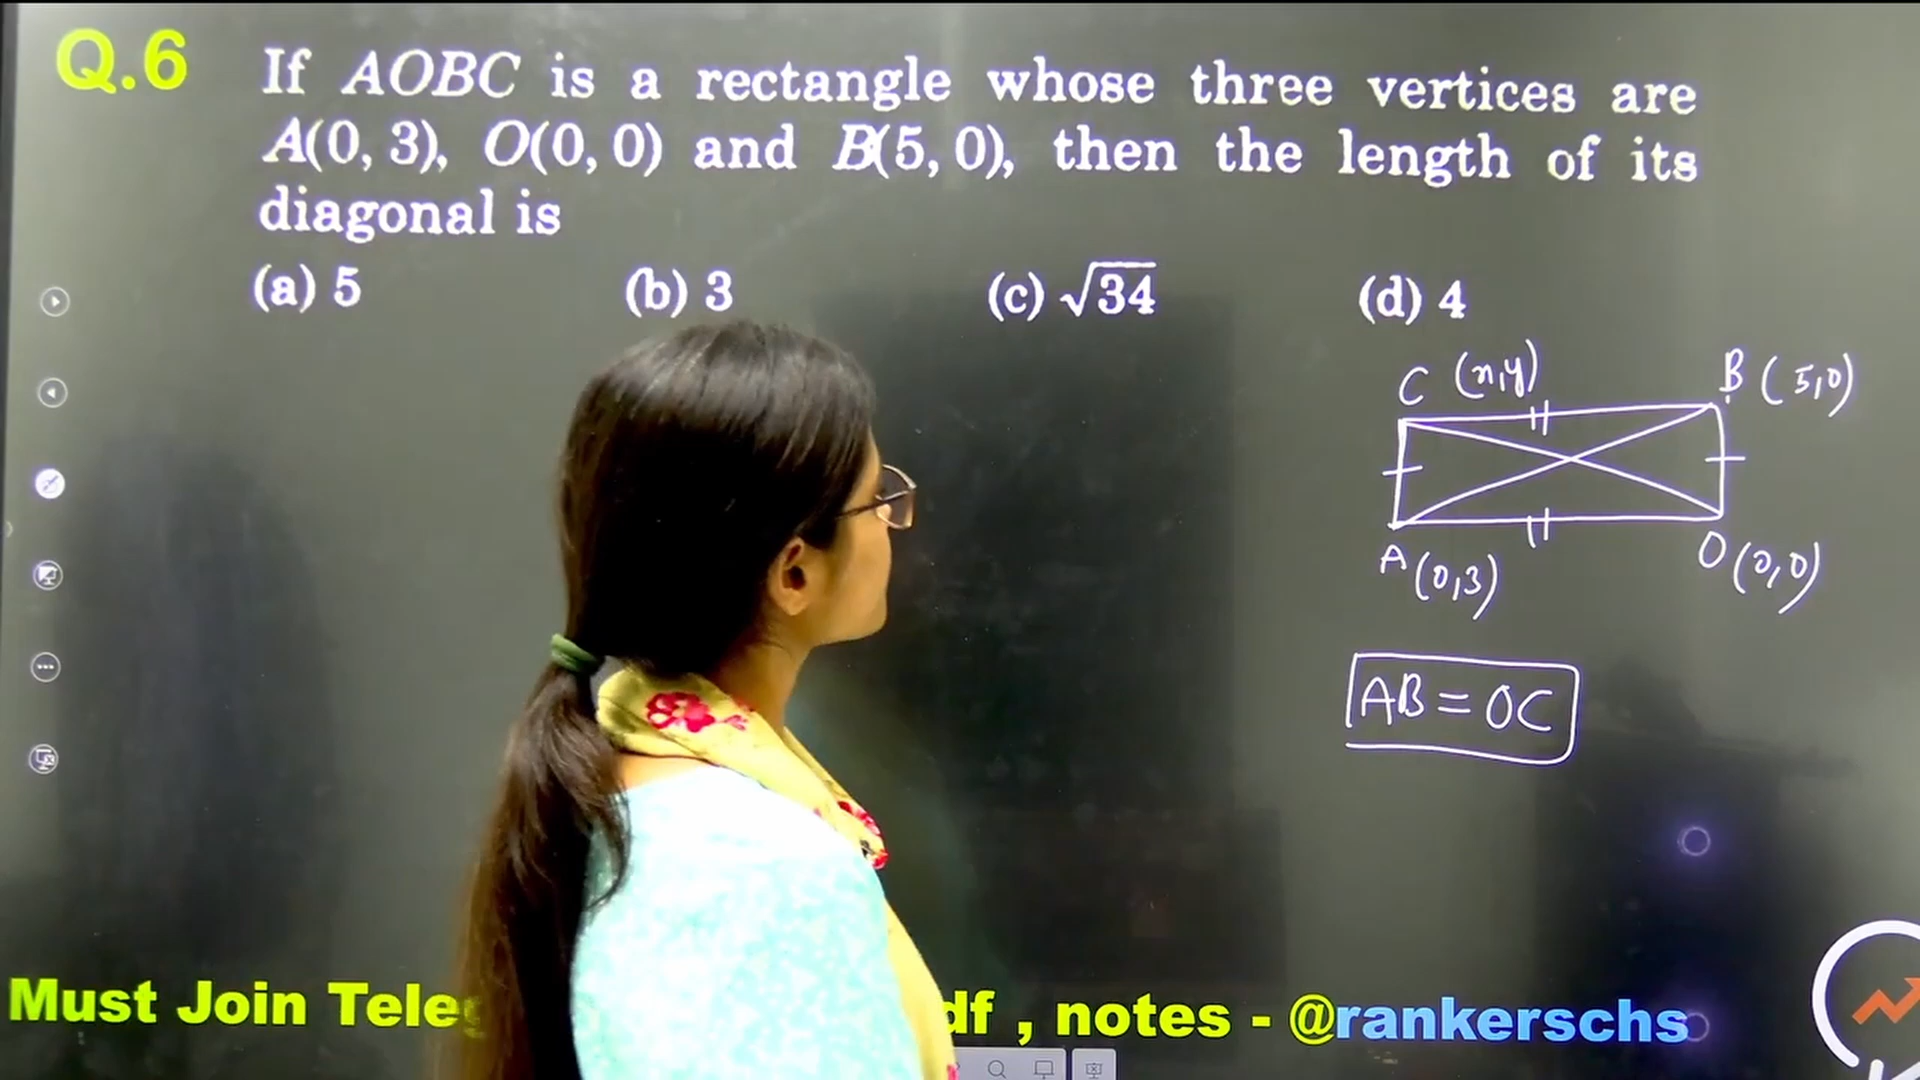 Q.6 If AOBC is a rectangle whose three vertices are
A(0, 3), O(0, 0) and B(5, 0), then the length of its
diagonal is
(a) 5 (b) 3 (c) √34 (d) 4
C (x,y) B (5,0)
A (0,3) O (0,0)
AB = OC
Must Join Teleg df , notes - @rankerschs